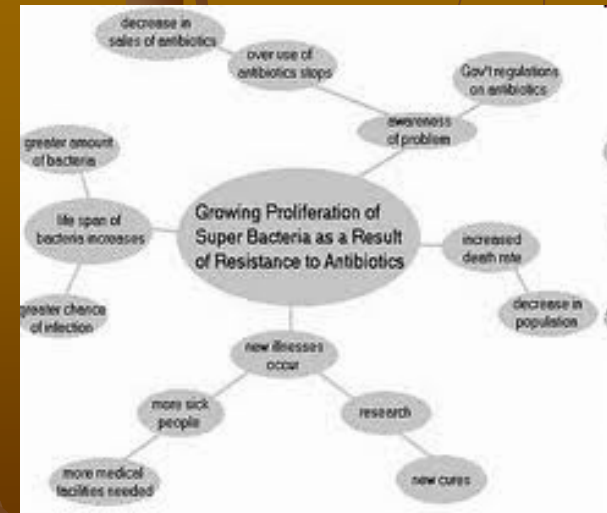 decrease in
sales of antibiotics
over use of
antibiotics stops
Gov't regulations
on antibiotics
awareness
of problem
greater amount
of bacteria
life span of
bacteria increases
greater chance
of infection
Growing Proliferation of
Super Bacteria as a Result
of Resistance to Antibiotics
increased
death rate
decrease in
population
new illnesses
occur
more sick
people
research
more medical
facilities needed
new cures